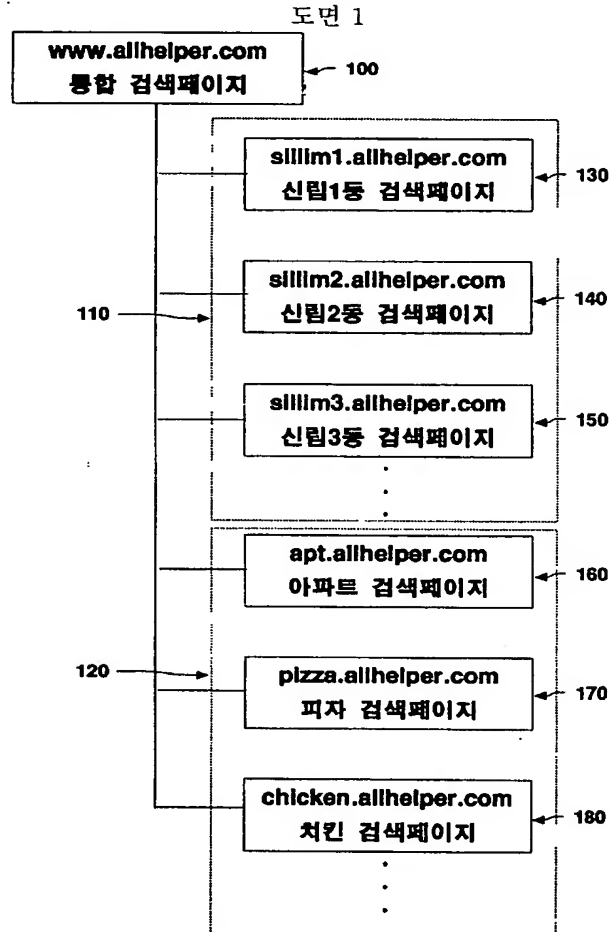 도면 1
www.allhelper.com
통합 검색페이지
100
sillim1.allhelper.com
신림1동 검색페이지
130
sillim2.allhelper.com
신림2동 검색페이지
140
110
sillim3.allhelper.com
신림3동 검색페이지
150
apt.allhelper.com
아파트 검색페이지
160
120
pizza.allhelper.com
피자 검색페이지
170
chicken.allhelper.com
치킨 검색페이지
180